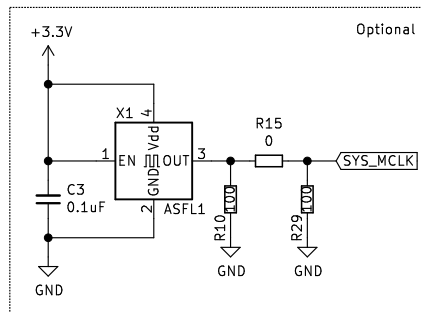 +3.3V
Optional
X1
4
Vdd
R15
0
1
EN
OUT
3
SYS_MCLK
GND
C3
0.1uF
2
ASFL1
R10
100
R29
100
GND
GND
GND